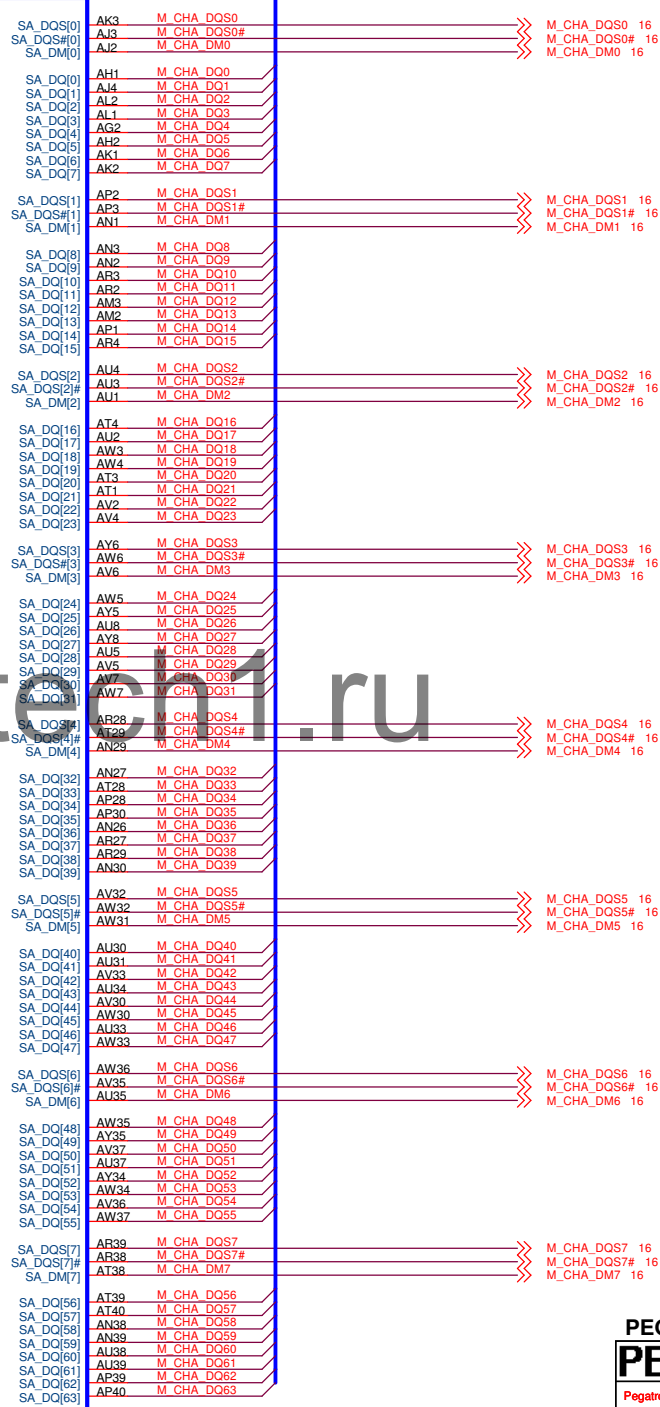 SA_DQS[0] AK3 M_CHA_DQS0 M_CHA_DQS0 16
SA_DQS#[0] AJ3 M_CHA_DQS0# M_CHA_DQS0# 16
SA_DM[0] AJ2 M_CHA_DM0 M_CHA_DM0 16
SA_DQ[0] AH1 M_CHA_DQ0
SA_DQ[1] AJ4 M_CHA_DQ1
SA_DQ[2] AL2 M_CHA_DQ2
SA_DQ[3] AL1 M_CHA_DQ3
SA_DQ[4] AG2 M_CHA_DQ4
SA_DQ[5] AH2 M_CHA_DQ5
SA_DQ[6] AK1 M_CHA_DQ6
SA_DQ[7] AK2 M_CHA_DQ7
SA_DQS[1] AP2 M_CHA_DQS1 M_CHA_DQS1 16
SA_DQS#[1] AP3 M_CHA_DQS1# M_CHA_DQS1# 16
SA_DM[1] AN1 M_CHA_DM1 M_CHA_DM1 16
SA_DQ[8] AN3 M_CHA_DQ8
SA_DQ[9] AN2 M_CHA_DQ9
SA_DQ[10] AR3 M_CHA_DQ10
SA_DQ[11] AR2 M_CHA_DQ11
SA_DQ[12] AM3 M_CHA_DQ12
SA_DQ[13] AM2 M_CHA_DQ13
SA_DQ[14] AP1 M_CHA_DQ14
SA_DQ[15] AR4 M_CHA_DQ15
SA_DQS[2] AU4 M_CHA_DQS2 M_CHA_DQS2 16
SA_DQS[2]# AU3 M_CHA_DQS2# M_CHA_DQS2# 16
SA_DM[2] AU1 M_CHA_DM2 M_CHA_DM2 16
SA_DQ[16] AT4 M_CHA_DQ16
SA_DQ[17] AU2 M_CHA_DQ17
SA_DQ[18] AW3 M_CHA_DQ18
SA_DQ[19] AW4 M_CHA_DQ19
SA_DQ[20] AT3 M_CHA_DQ20
SA_DQ[21] AT1 M_CHA_DQ21
SA_DQ[22] AV2 M_CHA_DQ22
SA_DQ[23] AV4 M_CHA_DQ23
SA_DQS[3] AY6 M_CHA_DQS3 M_CHA_DQS3 16
SA_DQS#[3] AW6 M_CHA_DQS3# M_CHA_DQS3# 16
SA_DM[3] AV6 M_CHA_DM3 M_CHA_DM3 16
SA_DQ[24] AW5 M_CHA_DQ24
SA_DQ[25] AY5 M_CHA_DQ25
SA_DQ[26] AU8 M_CHA_DQ26
SA_DQ[27] AY8 M_CHA_DQ27
SA_DQ[28] AU5 M_CHA_DQ28
SA_DQ[29] AV5 M_CHA_DQ29
SA_DQ[30] AV7 M_CHA_DQ30
SA_DQ[31] AW7 M_CHA_DQ31
tech1.ru
SA_DQS[4] AR28 M_CHA_DQS4 M_CHA_DQS4 16
SA_DQS[4]# AT29 M_CHA_DQS4# M_CHA_DQS4# 16
SA_DM[4] AN29 M_CHA_DM4 M_CHA_DM4 16
SA_DQ[32] AN27 M_CHA_DQ32
SA_DQ[33] AT28 M_CHA_DQ33
SA_DQ[34] AP28 M_CHA_DQ34
SA_DQ[35] AP30 M_CHA_DQ35
SA_DQ[36] AN26 M_CHA_DQ36
SA_DQ[37] AR27 M_CHA_DQ37
SA_DQ[38] AR29 M_CHA_DQ38
SA_DQ[39] AN30 M_CHA_DQ39
SA_DQS[5] AV32 M_CHA_DQS5 M_CHA_DQS5 16
SA_DQS[5]# AW32 M_CHA_DQS5# M_CHA_DQS5# 16
SA_DM[5] AW31 M_CHA_DM5 M_CHA_DM5 16
SA_DQ[40] AU30 M_CHA_DQ40
SA_DQ[41] AU31 M_CHA_DQ41
SA_DQ[42] AV33 M_CHA_DQ42
SA_DQ[43] AU34 M_CHA_DQ43
SA_DQ[44] AV30 M_CHA_DQ44
SA_DQ[45] AW30 M_CHA_DQ45
SA_DQ[46] AU33 M_CHA_DQ46
SA_DQ[47] AW33 M_CHA_DQ47
SA_DQS[6] AW36 M_CHA_DQS6 M_CHA_DQS6 16
SA_DQS[6]# AV35 M_CHA_DQS6# M_CHA_DQS6# 16
SA_DM[6] AU35 M_CHA_DM6 M_CHA_DM6 16
SA_DQ[48] AW35 M_CHA_DQ48
SA_DQ[49] AY35 M_CHA_DQ49
SA_DQ[50] AV37 M_CHA_DQ50
SA_DQ[51] AU37 M_CHA_DQ51
SA_DQ[52] AY34 M_CHA_DQ52
SA_DQ[53] AW34 M_CHA_DQ53
SA_DQ[54] AV36 M_CHA_DQ54
SA_DQ[55] AW37 M_CHA_DQ55
SA_DQS[7] AR39 M_CHA_DQS7 M_CHA_DQS7 16
SA_DQS[7]# AR38 M_CHA_DQS7# M_CHA_DQS7# 16
SA_DM[7] AT38 M_CHA_DM7 M_CHA_DM7 16
SA_DQ[56] AT39 M_CHA_DQ56
SA_DQ[57] AT40 M_CHA_DQ57
SA_DQ[58] AN38 M_CHA_DQ58
SA_DQ[59] AN39 M_CHA_DQ59
SA_DQ[60] AU38 M_CHA_DQ60
SA_DQ[61] AU39 M_CHA_DQ61
SA_DQ[62] AP39 M_CHA_DQ62
SA_DQ[63] AP40 M_CHA_DQ63